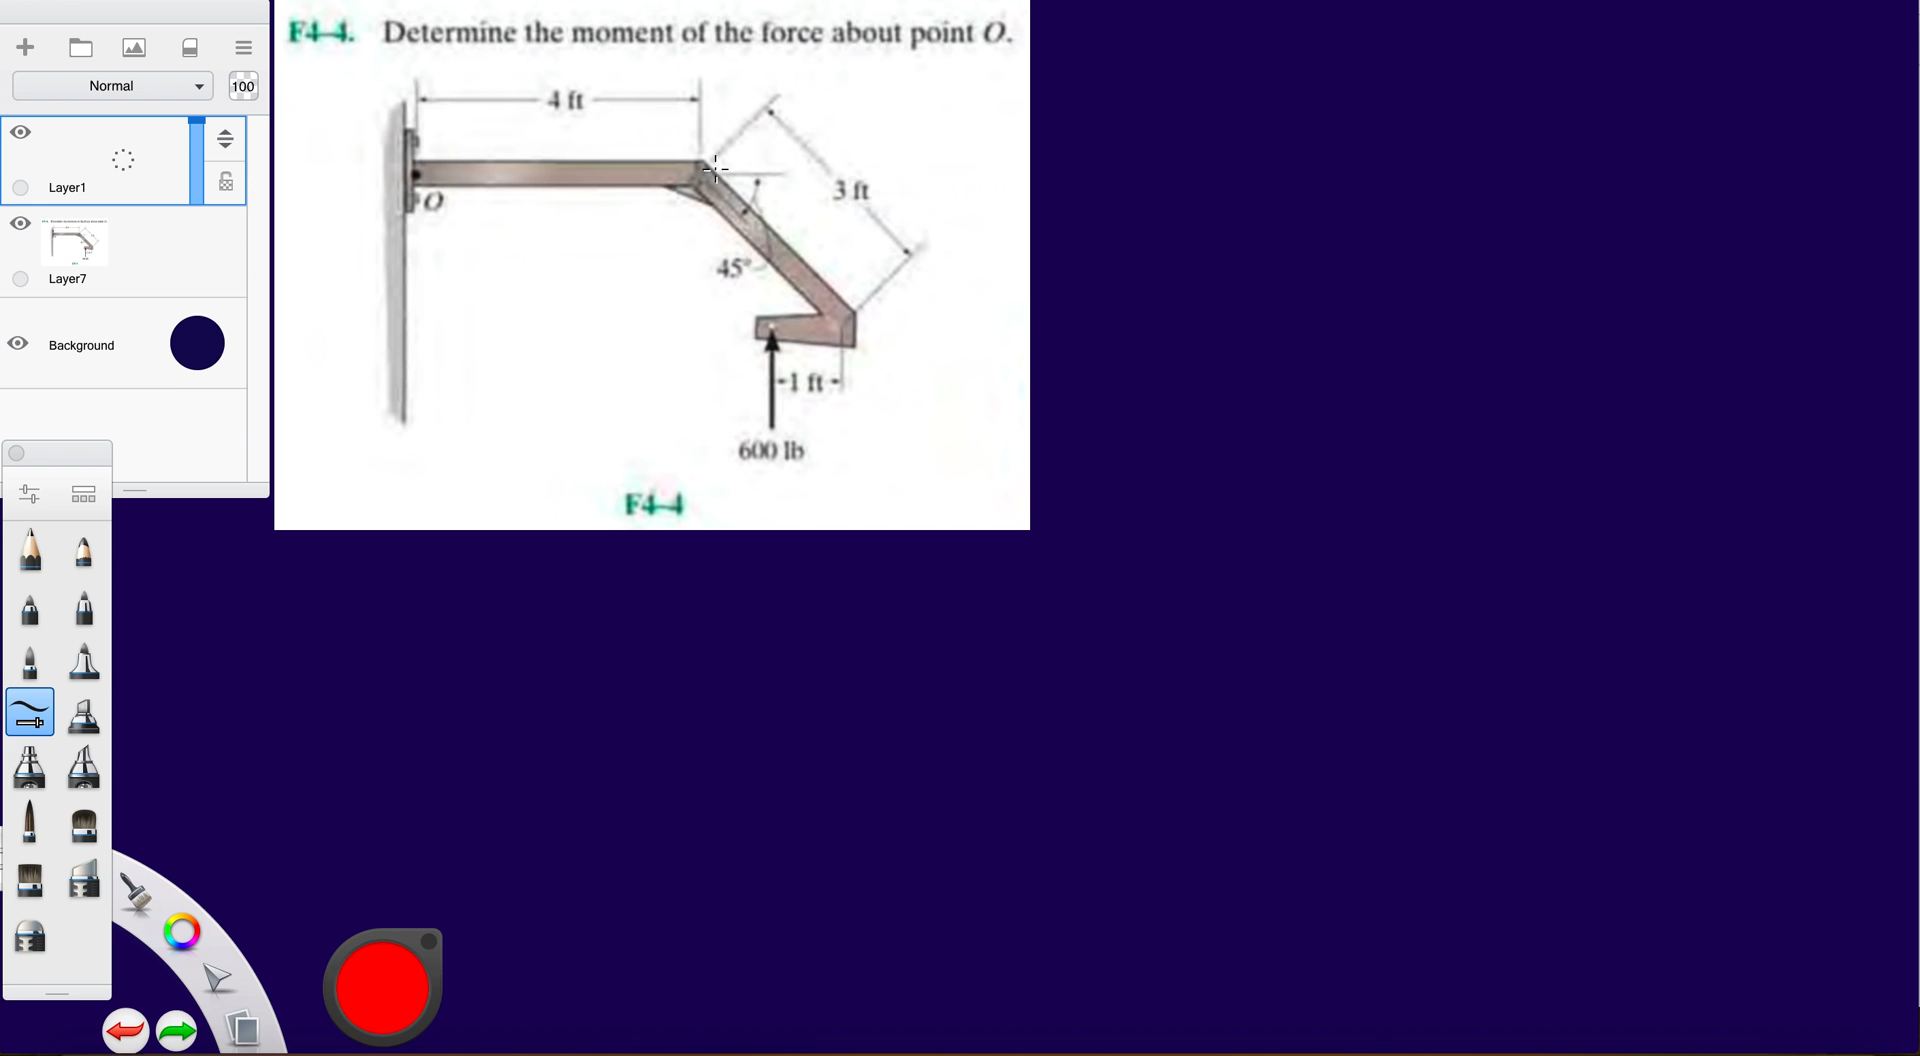 F4–4. Determine the moment of the force about point O.
Normal
100
4 ft
Layer1
3 ft
O
45°
Layer7
Background
1 ft
600 lb
F4–4